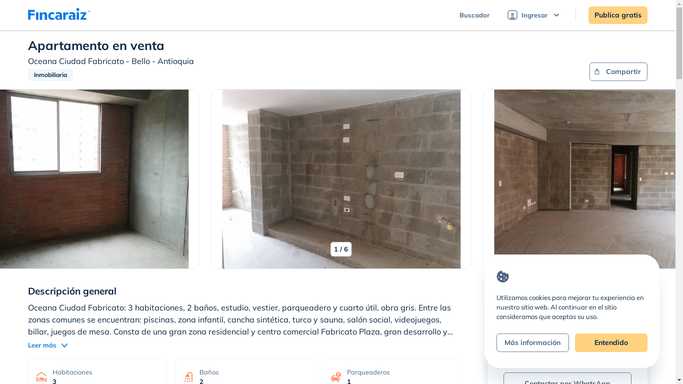 Fincaraiz
Buscador
Ingresar
Publica gratis
Apartamento en venta
Oceana Ciudad Fabricato - Bello - Antioquia
Inmobiliaria
Compartir
1 / 6
Descripción general
Oceana Ciudad Fabricato: 3 habitaciones, 2 baños, estudio, vestier, parqueadero y cuarto útil, obra gris. Entre las
zonas comunes se encuentran: piscinas, zona infantil, cancha sintética, turco y sauna, salón social, videojuegos,
billar, juegos de mesa. Consta de una gran zona residencial y centro comercial Fabricato Plaza, gran desarrollo y...
Leer más
Habitaciones
3
Baños
2
Parqueaderos
1
Utilizamos cookies para mejorar tu experiencia en
nuestro sitio web. Al continuar en el sitio
consideramos que aceptas su uso.
Más información
Entendido
Contactar por WhatsApp